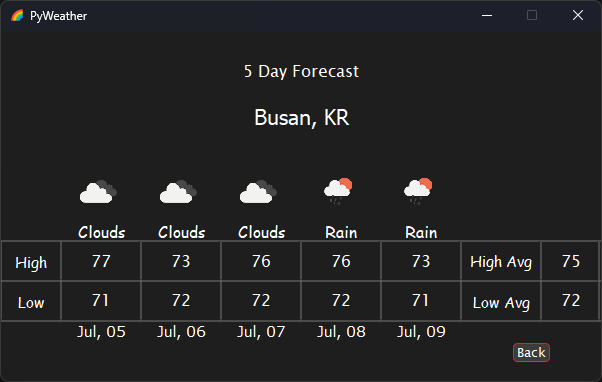 PyWeather
5 Day Forecast
Busan, KR
Clouds Clouds Clouds Rain Rain
High 77 73 76 76 73 High Avg 75
Low 71 72 72 72 71 Low Avg 72
Jul, 05 Jul, 06 Jul, 07 Jul, 08 Jul, 09
Back